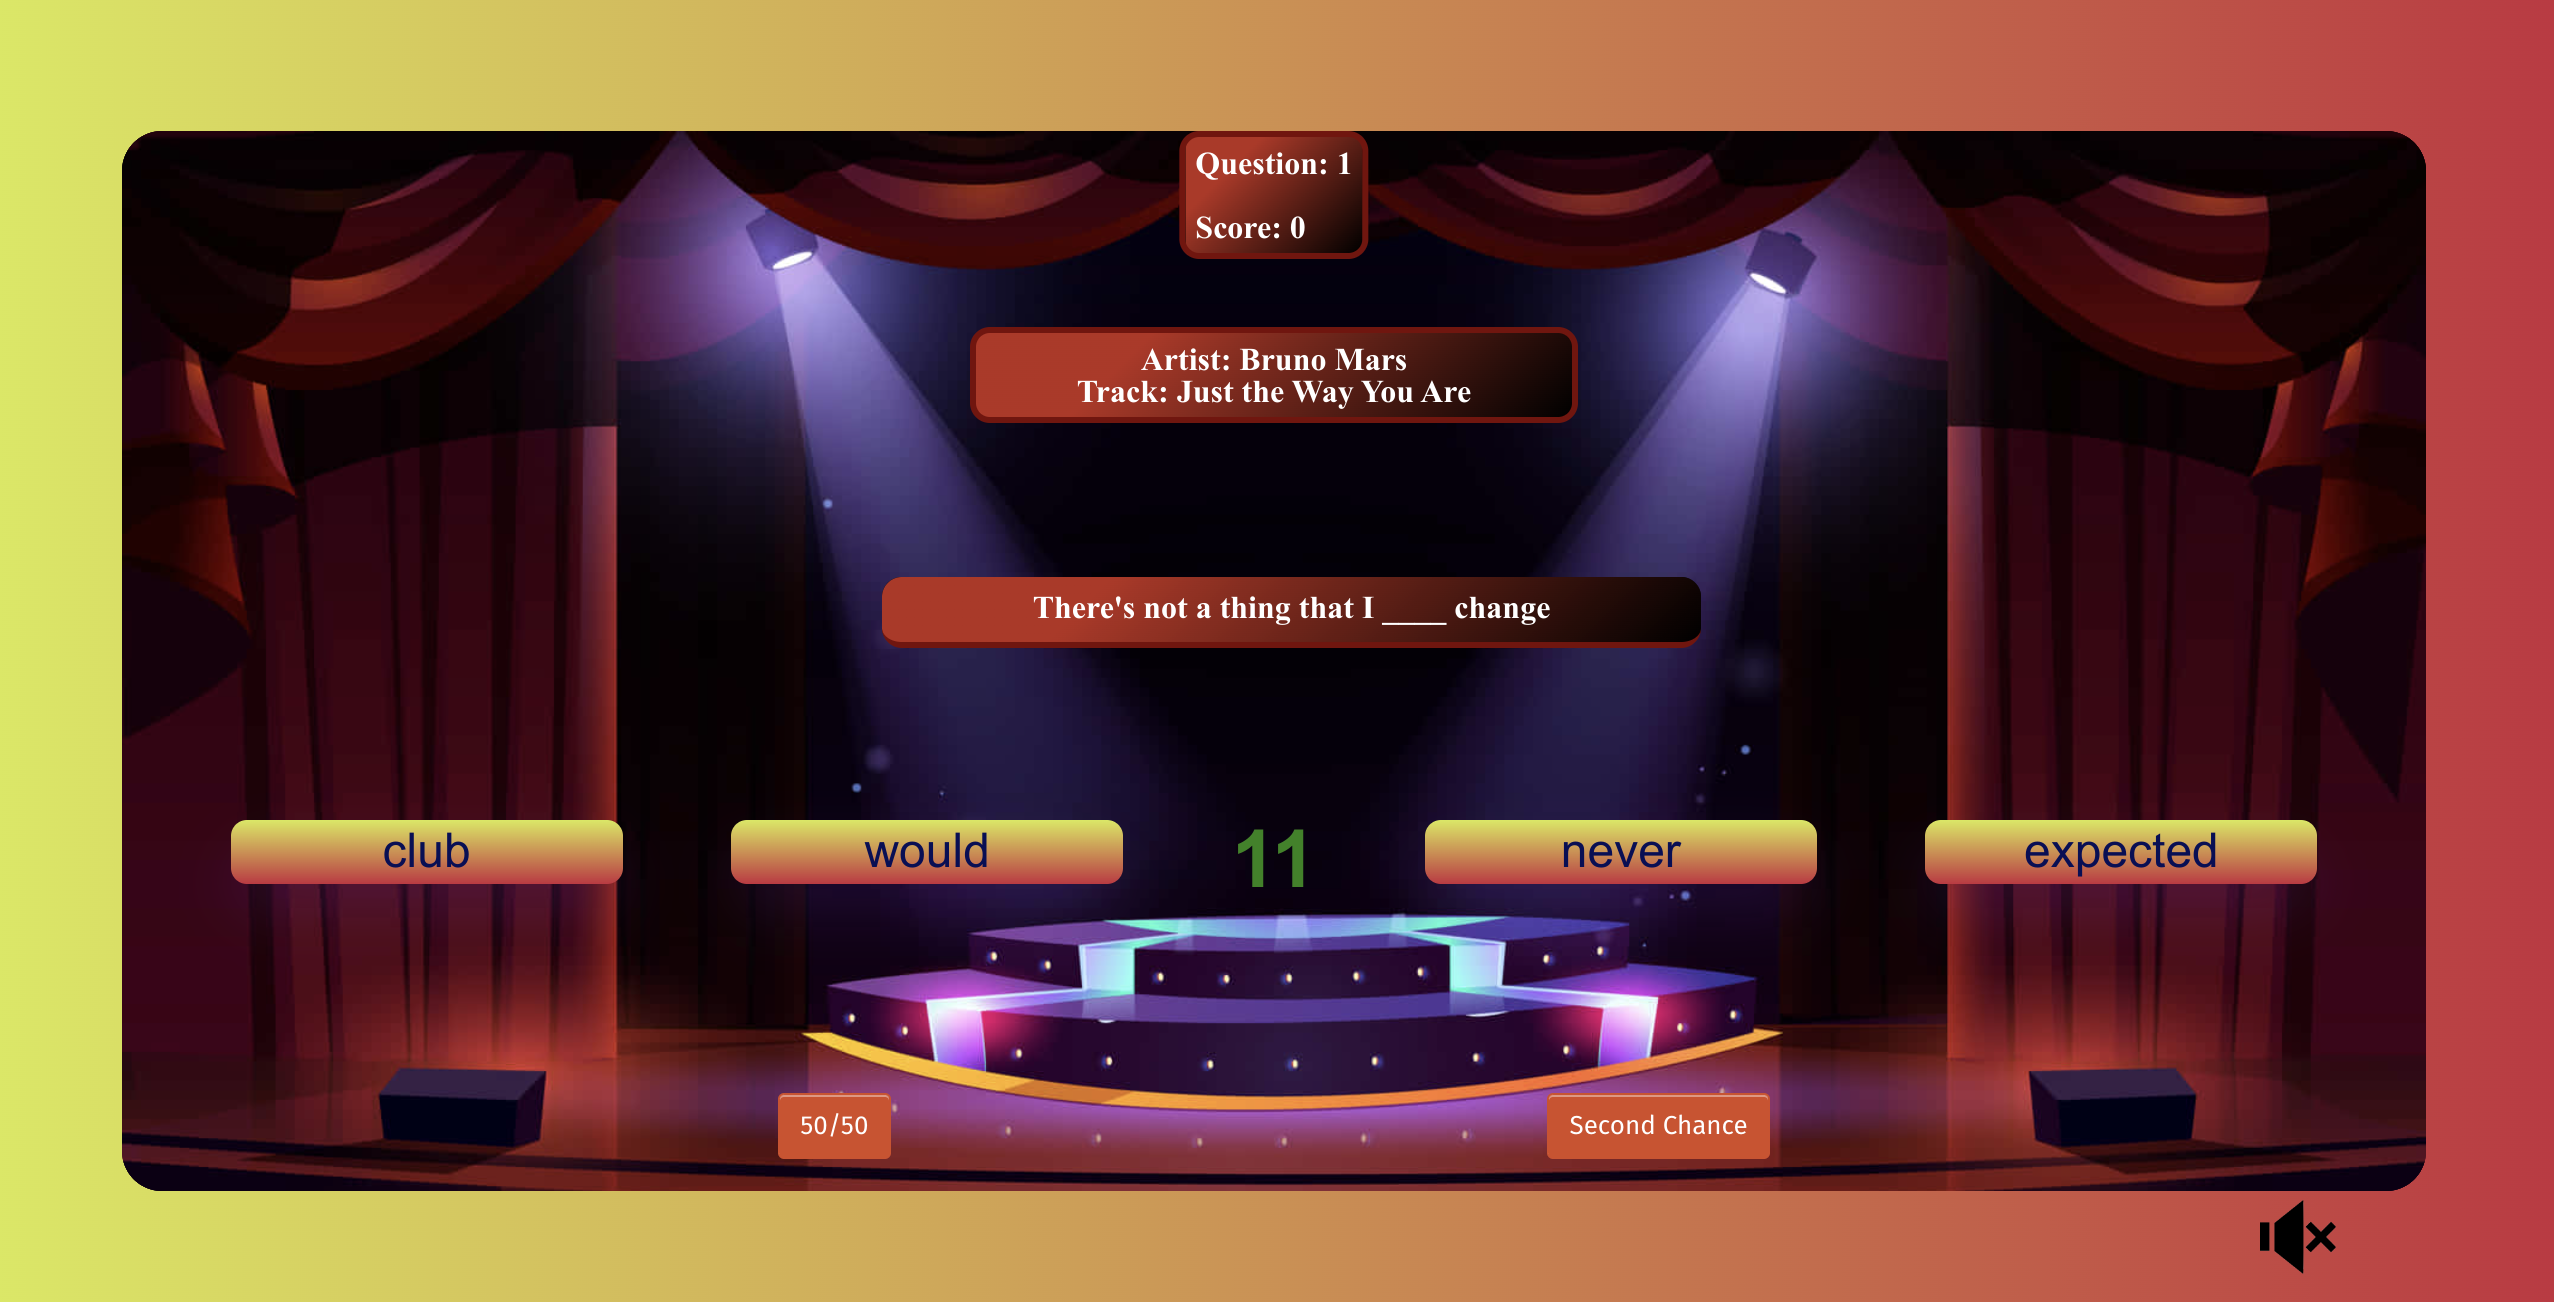 Question: 1
Score: 0
Artist: Bruno Mars
Track: Just the Way You Are
There's not a thing that I ____ change
club
would
11
never
expected
50/50
Second Chance